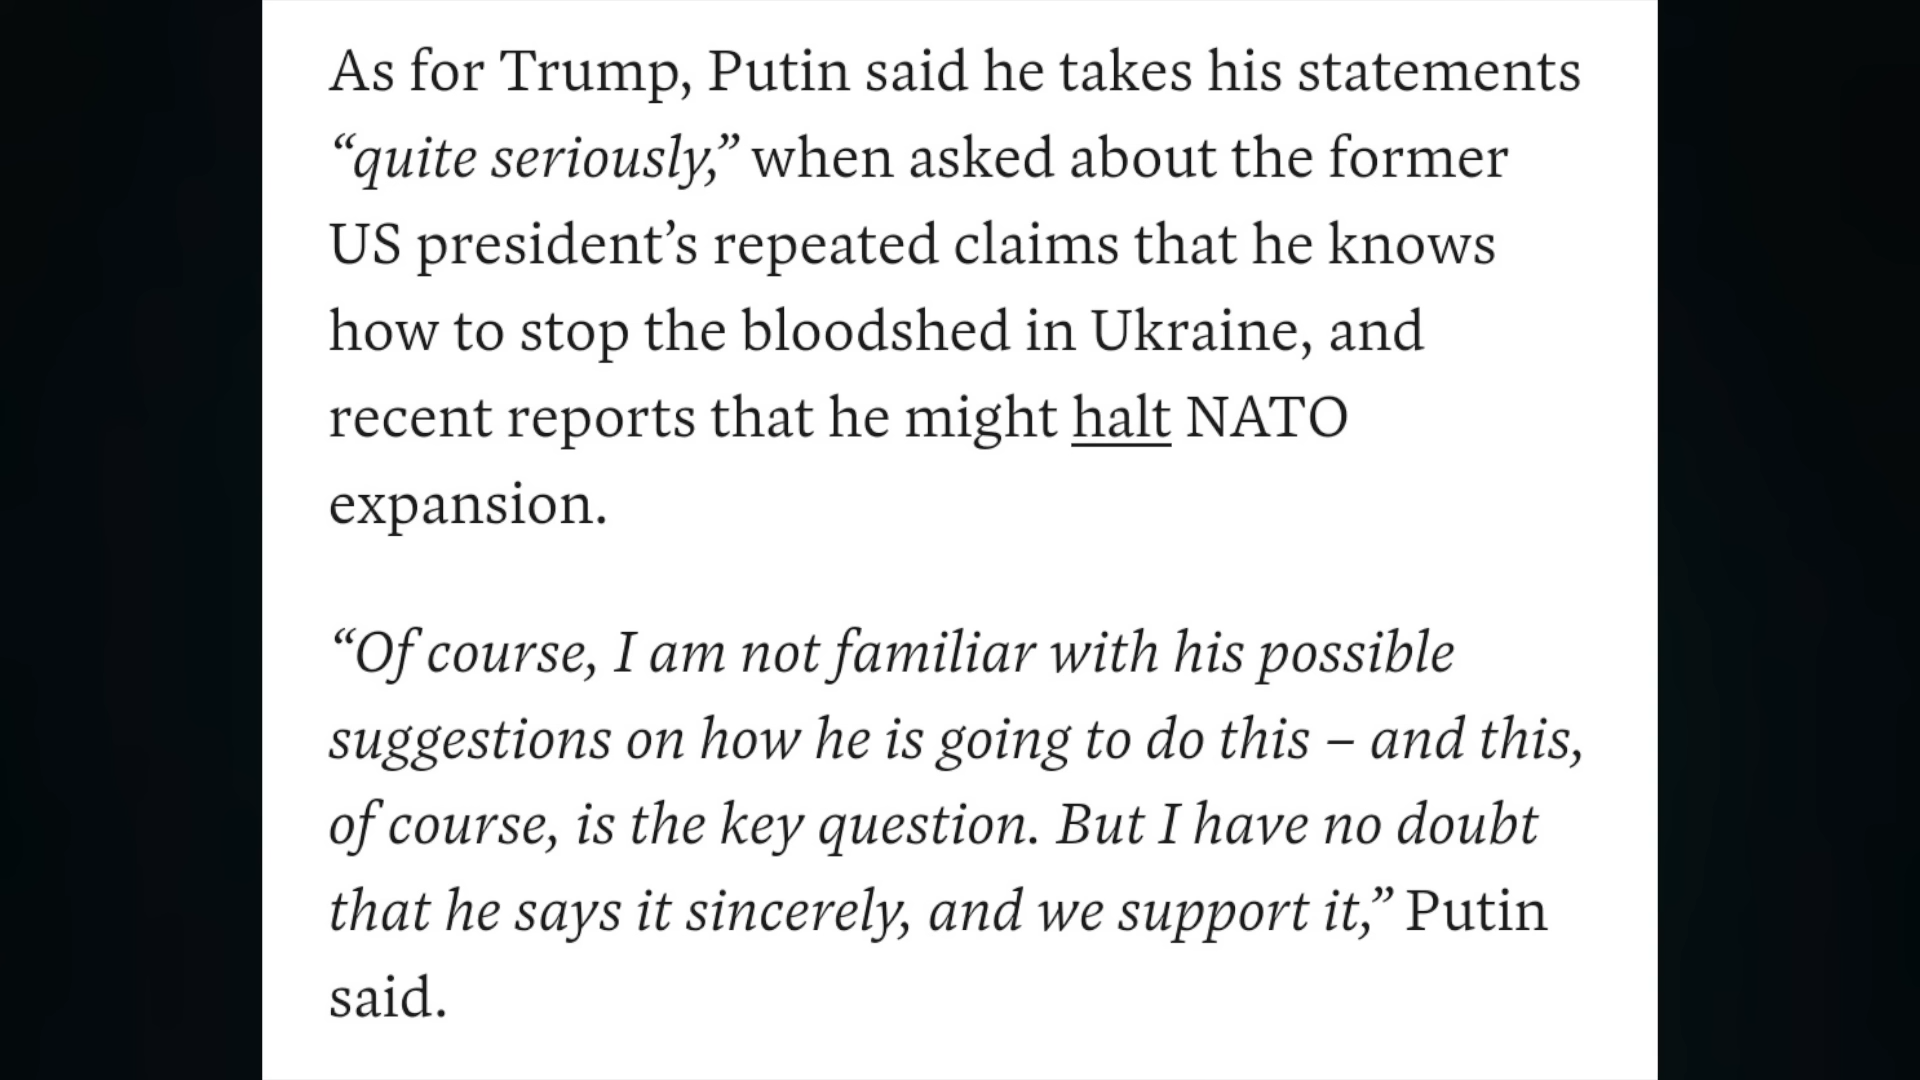 As for Trump, Putin said he takes his statements
“quite seriously,” when asked about the former
US president’s repeated claims that he knows
how to stop the bloodshed in Ukraine, and
recent reports that he might halt NATO
expansion.
“Of course, I am not familiar with his possible
suggestions on how he is going to do this – and this,
of course, is the key question. But I have no doubt
that he says it sincerely, and we support it,” Putin
said.